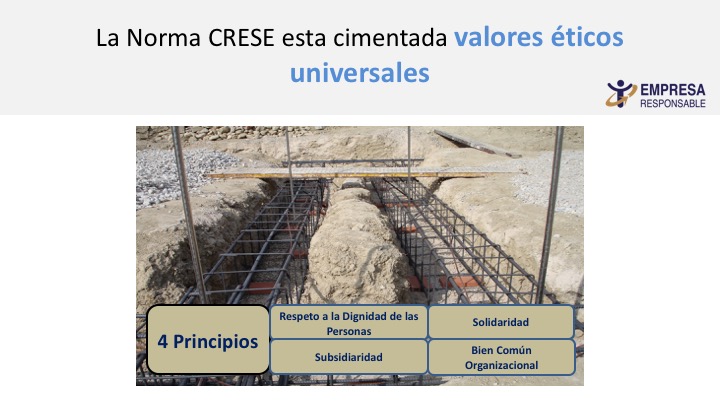 La Norma CRESE esta cimentada valores éticos
universales
EMPRESA
RESPONSABLE
4 Principios
Respeto a la Dignidad de las
Personas
Solidaridad
Subsidiaridad
Bien Común
Organizacional